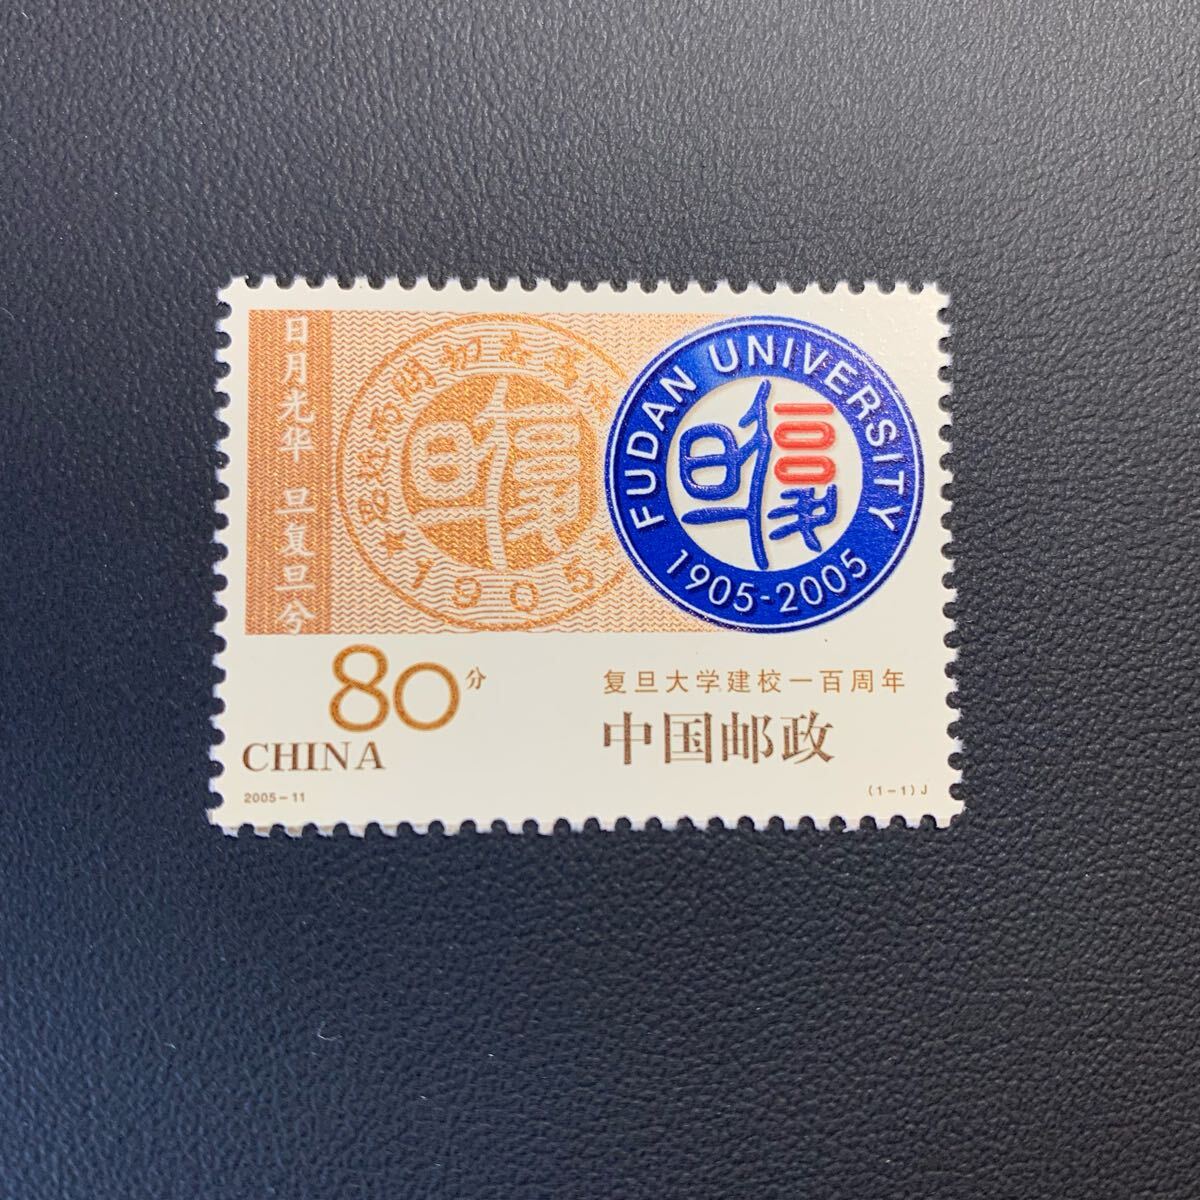 日月光华 旦复旦兮
1905
FUDAN UNIVERSITY
100
1905-2005
80分
复旦大学建校一百周年
CHINA
中国邮政
2005-11
(1-1)J